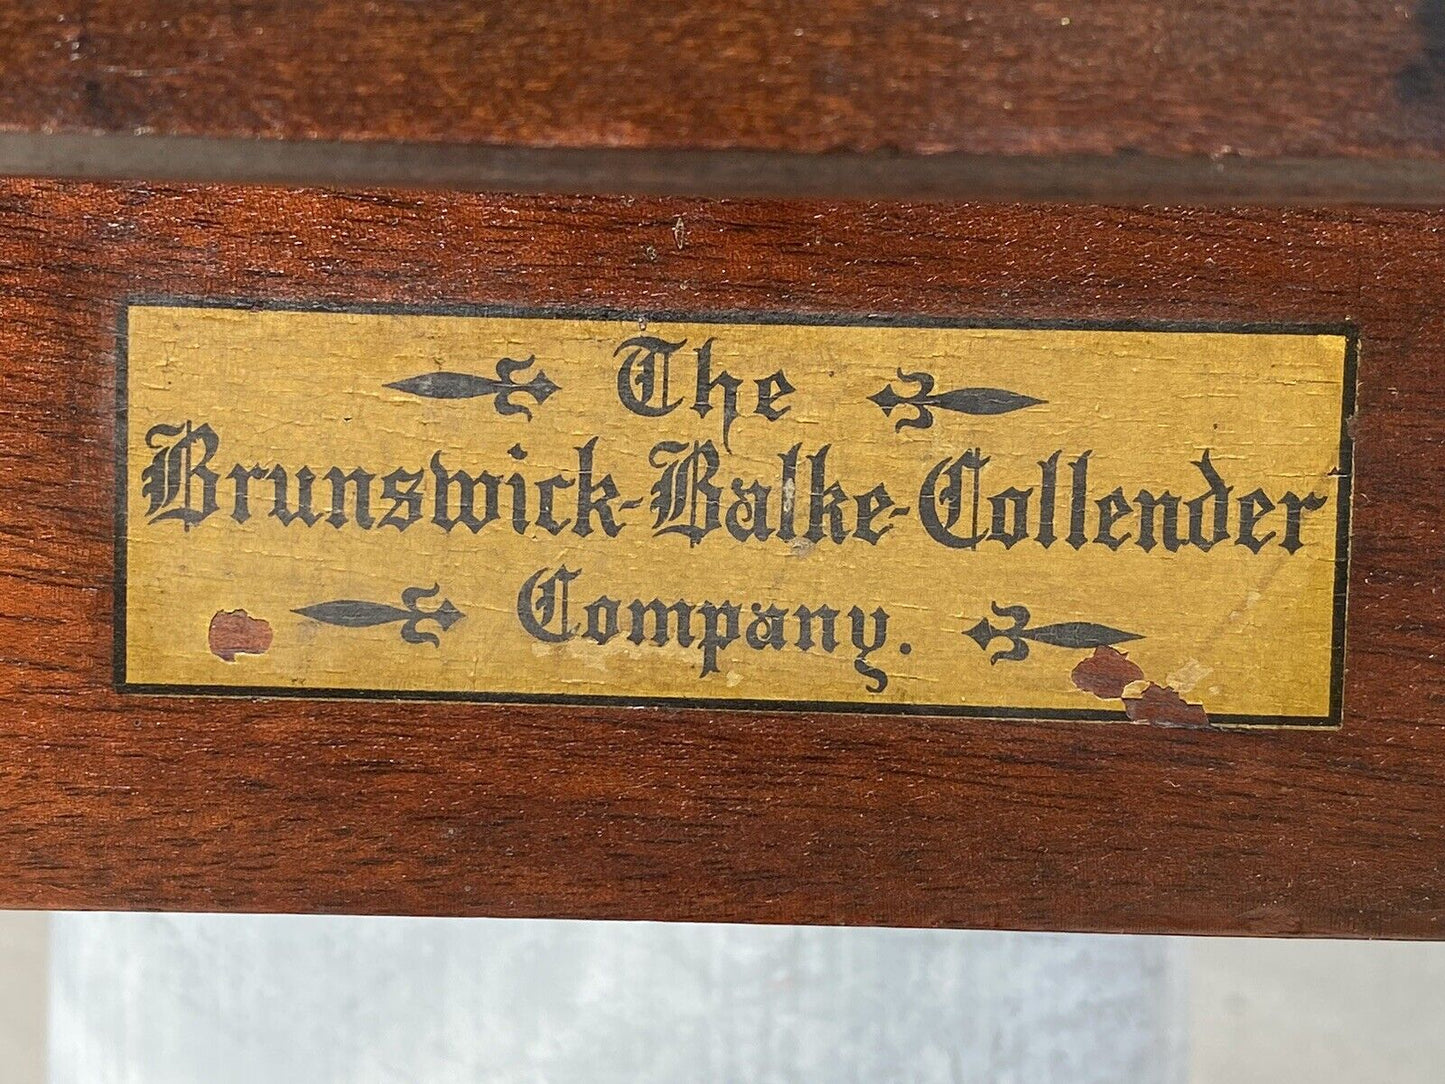 The
Brunswick-Balke-Collender
Company.